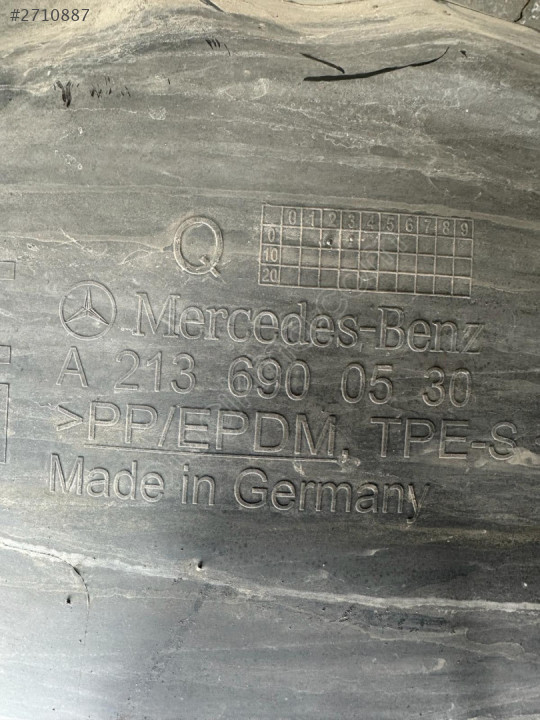 #2710887
Q
0 1 2 3 4 5 6 7 8 9
0
10
20
Mercedes-Benz
A 213 690 05 30
>PP/EPDM, TPE-S
Made in Germany